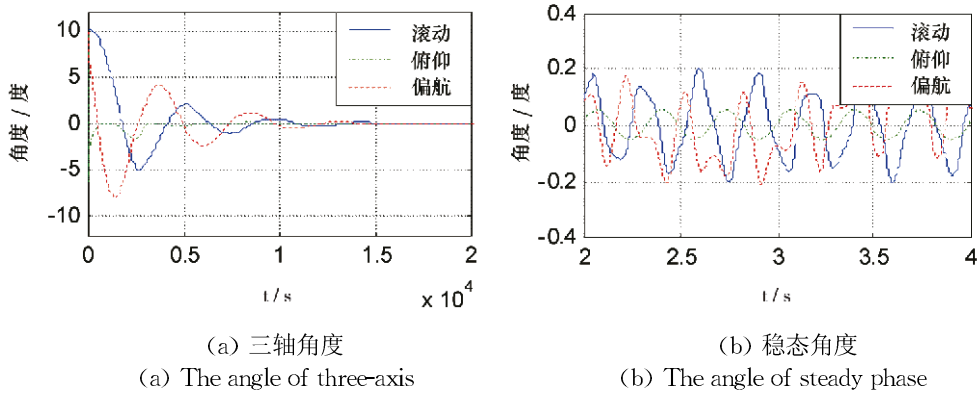 10
5
0
-5
-10
角度 / 度
滚动
俯仰
偏航
0
0.5
1
1.5
2
t / s
x 10⁴
(a) 三轴角度
(a) The angle of three-axis
0.4
0.2
0
-0.2
-0.4
角度 / 度
滚动
俯仰
偏航
2
2.5
3
3.5
4
t / s
(b) 稳态角度
(b) The angle of steady phase